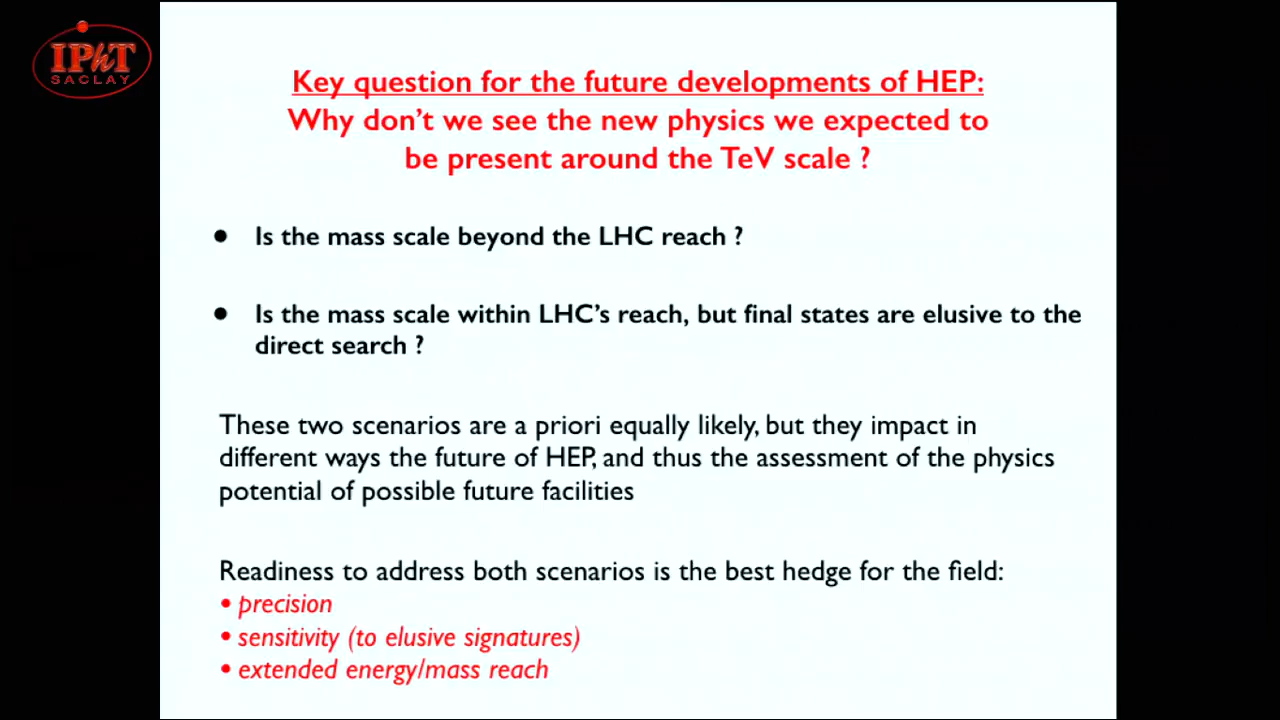 IPhT
SACLAY
Key question for the future developments of HEP:
Why don't we see the new physics we expected to
be present around the TeV scale ?
● Is the mass scale beyond the LHC reach ?
● Is the mass scale within LHC's reach, but final states are elusive to the
direct search ?
These two scenarios are a priori equally likely, but they impact in
different ways the future of HEP, and thus the assessment of the physics
potential of possible future facilities
Readiness to address both scenarios is the best hedge for the field:
• precision
• sensitivity (to elusive signatures)
• extended energy/mass reach